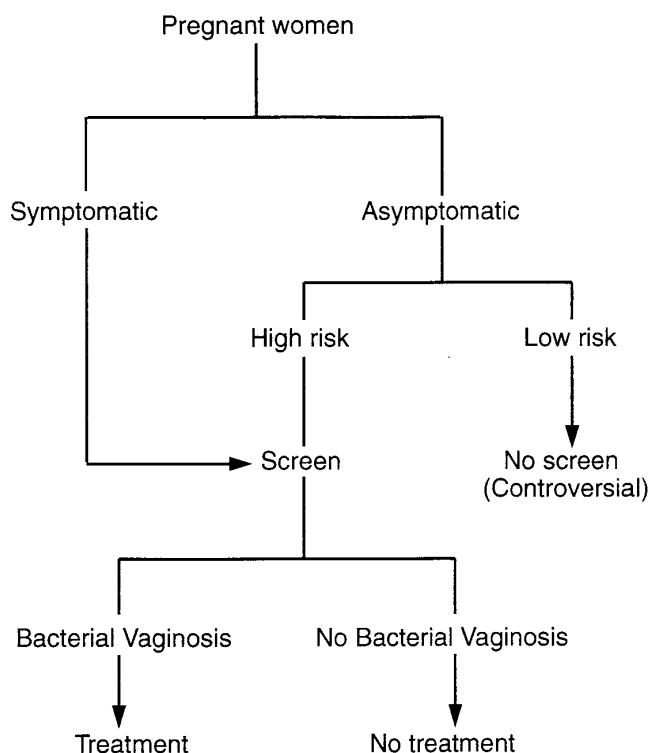 Pregnant women
Symptomatic
Asymptomatic
High risk
Low risk
Screen
No screen
(Controversial)
Bacterial Vaginosis
No Bacterial Vaginosis
Treatment
No treatment